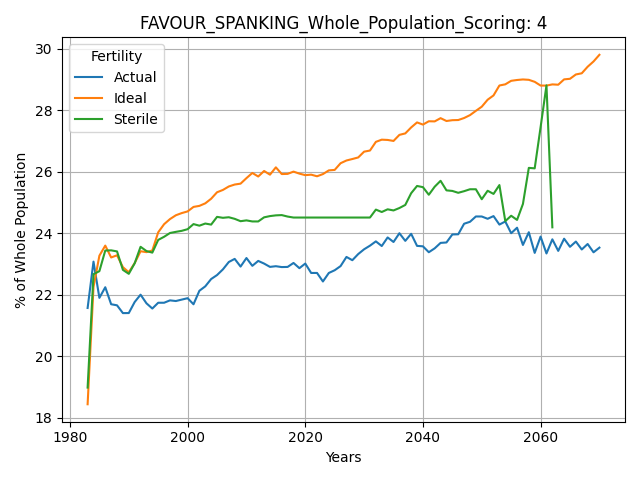 FAVOUR_SPANKING_Whole_Population_Scoring: 4
% of Whole Population
30
28
26
24
22
20
18
Fertility
Actual
Ideal
Sterile
1980
2000
2020
2040
2060
Years